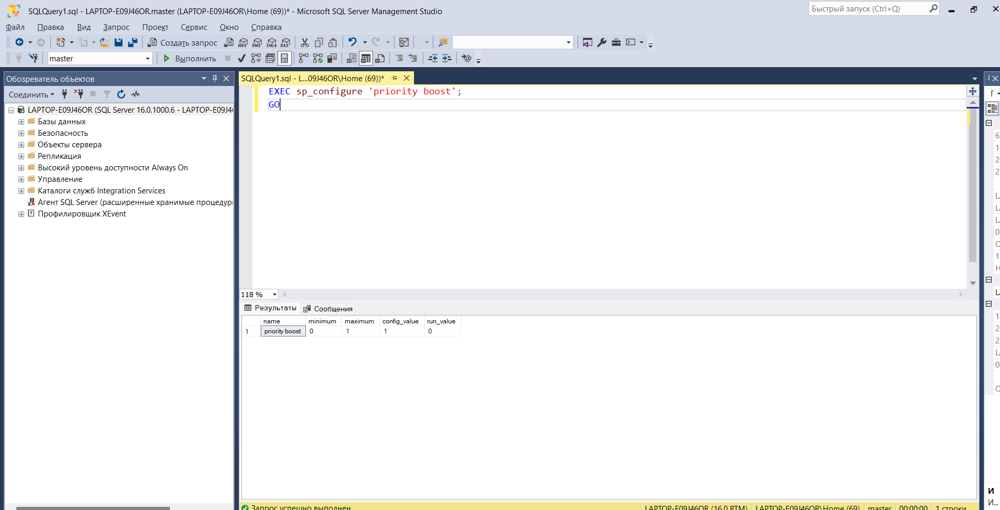 SQLQuery1.sql - LAPTOP-E09J46OR.master (LAPTOP-E09J46OR\Home (69))* - Microsoft SQL Server Management Studio
Быстрый запуск (Ctrl+Q)
Файл Правка Вид Запрос Проект Сервис Окно Справка
Создать запрос MDX DMX XMLA DAX
master Выполнить
Обозреватель объектов
SQLQuery1.sql - L...09J46OR\Home (69))*
Соединить
LAPTOP-E09J46OR (SQL Server 16.0.1000.6 - LAPTOP-E09J4
Базы данных
Безопасность
Объекты сервера
Репликация
Высокий уровень доступности Always On
Управление
Каталоги служб Integration Services
Агент SQL Server (расширенные хранимые процедур
Профилировщик XEvent
EXEC sp_configure 'priority boost';
GO
118 %
Результаты Сообщения
name minimum maximum config_value run_value
1 priority boost 0 1 1 0
Запрос успешно выполнен
LAPTOP-E09J46OR (16.0 RTM) LAPTOP-E09J46OR\Home (69) master 00:00:00 1 строки